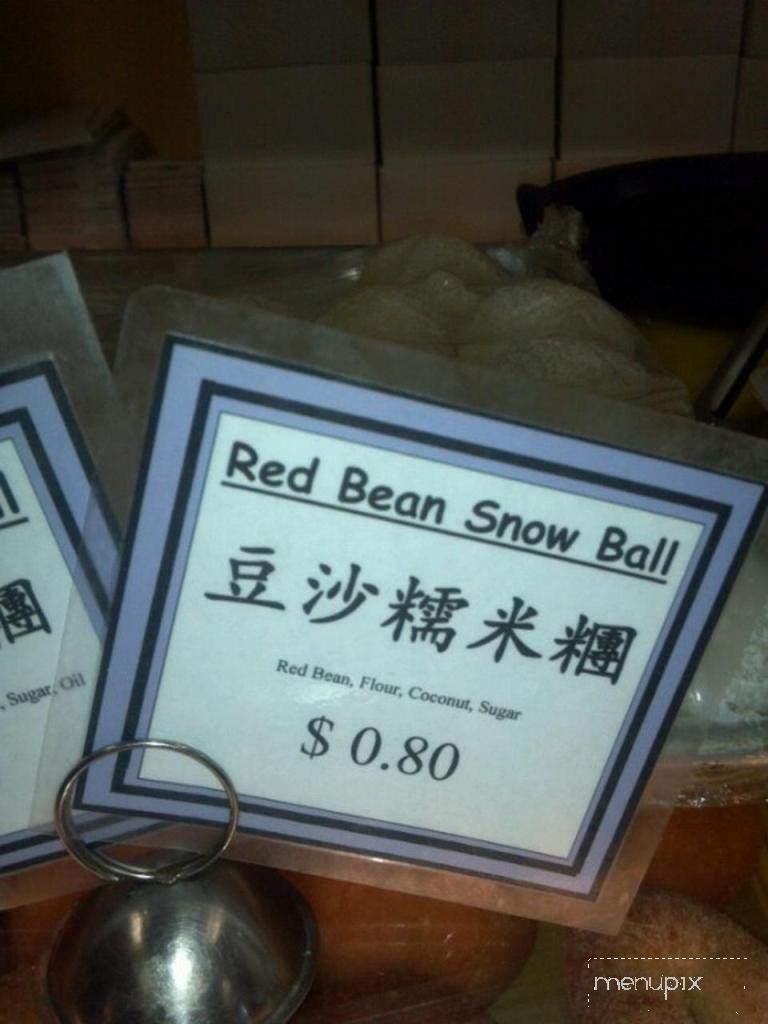 Red Bean Snow Ball
豆沙糯米糰
Red Bean, Flour, Coconut, Sugar
$ 0.80
糰
, Sugar, Oil
menupix